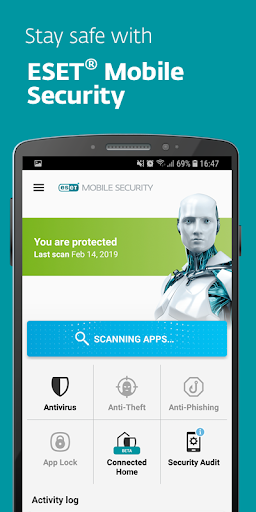 Stay safe with
ESET® Mobile
Security
69% 16:47
eset MOBILE SECURITY
You are protected
Last scan Feb 14, 2019
SCANNING APPS...
Antivirus Anti-Theft Anti-Phishing
BETA
App Lock Connected Home Security Audit
Activity log